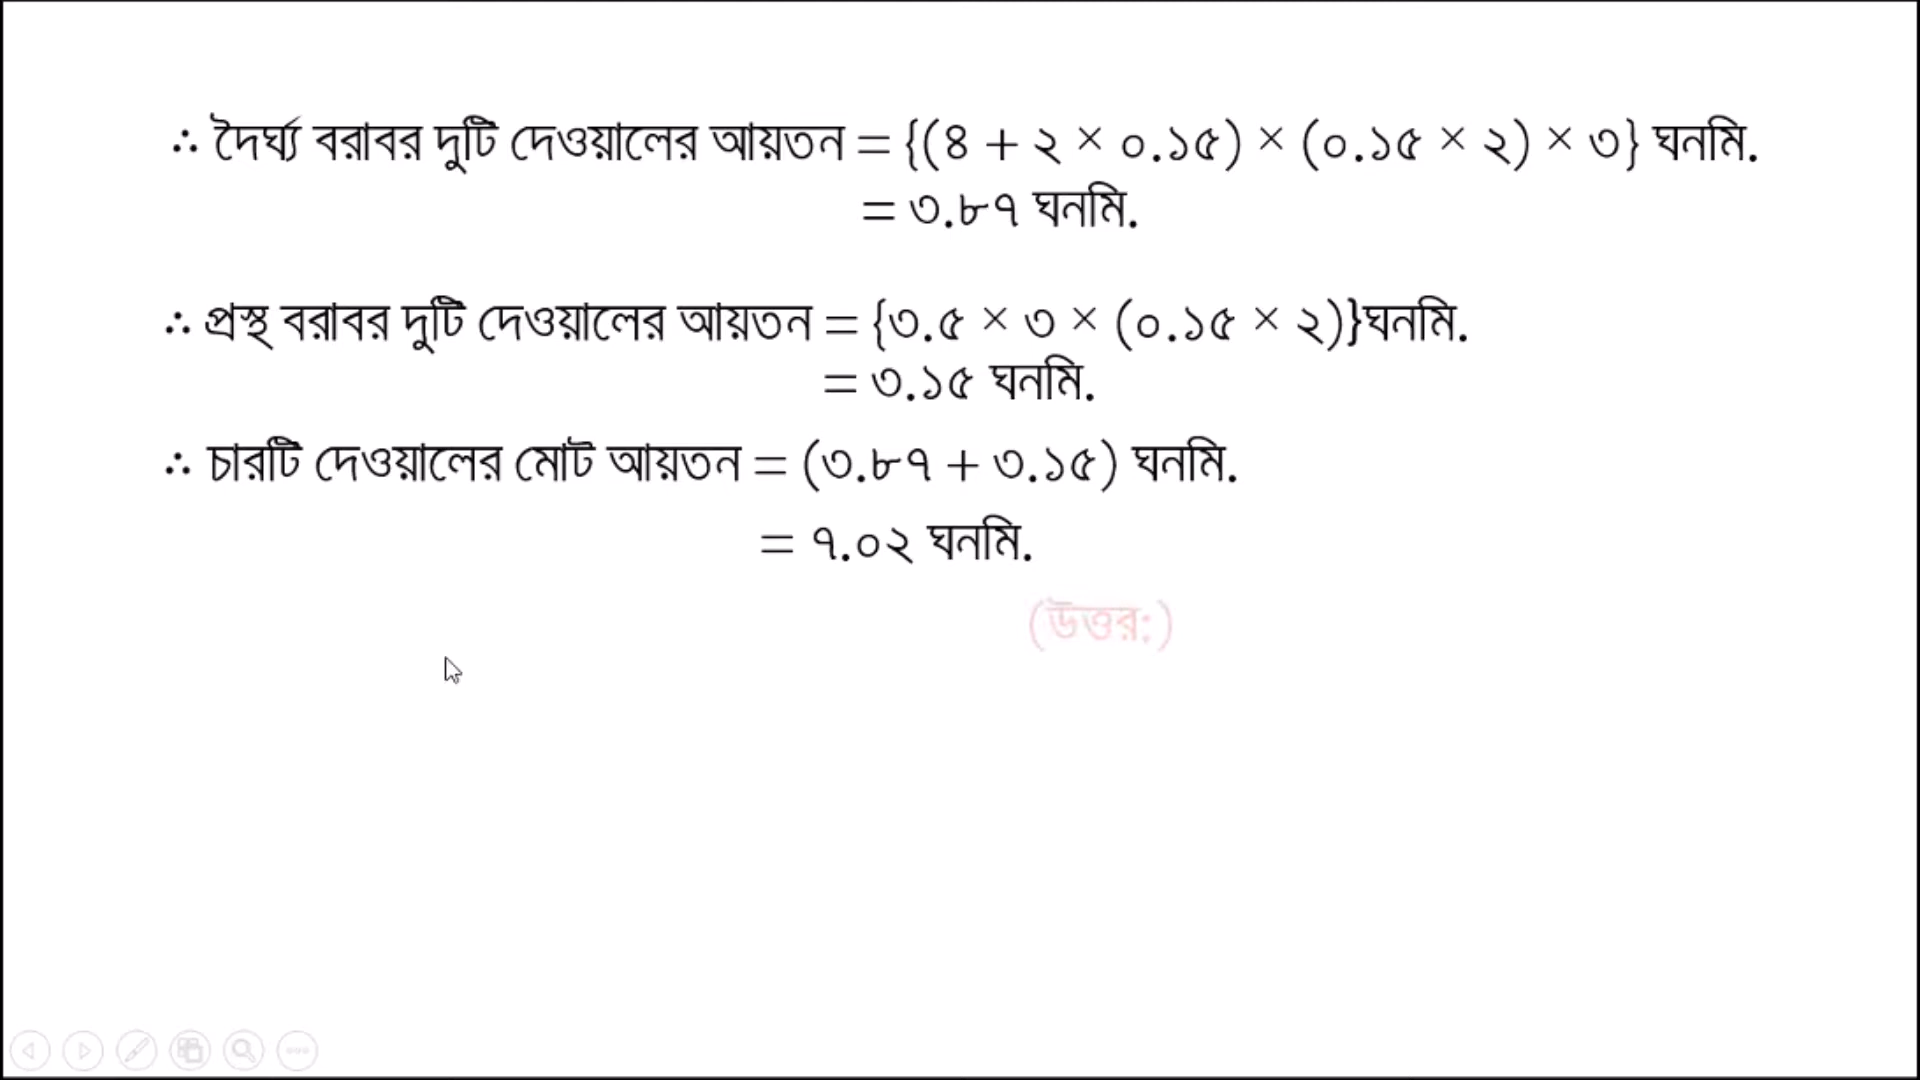 ∴ দৈর্ঘ্য বরাবর দুটি দেওয়ালের আয়তন = {(৪ + ২ × ০.১৫) × (০.১৫ × ২) × ৩} ঘনমি.
= ৩.৮৭ ঘনমি.
∴ প্রস্থ বরাবর দুটি দেওয়ালের আয়তন = {৩.৫ × ৩ × (০.১৫ × ২)}ঘনমি.
= ৩.১৫ ঘনমি.
∴ চারটি দেওয়ালের মোট আয়তন = (৩.৮৭ + ৩.১৫) ঘনমি.
= ৭.০২ ঘনমি.
(উত্তর:)